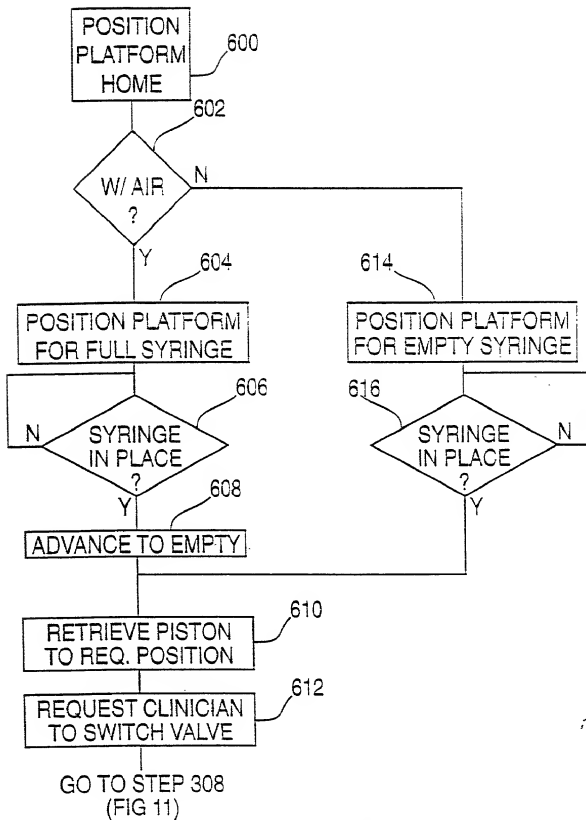 POSITION
PLATFORM
HOME
600
602
W/ AIR
?
N
Y
604
POSITION PLATFORM
FOR FULL SYRINGE
606
SYRINGE
IN PLACE
?
N
Y
608
ADVANCE TO EMPTY
614
POSITION PLATFORM
FOR EMPTY SYRINGE
616
SYRINGE
IN PLACE
?
N
Y
610
RETRIEVE PISTON
TO REQ. POSITION
612
REQUEST CLINICIAN
TO SWITCH VALVE
GO TO STEP 308
(FIG 11)